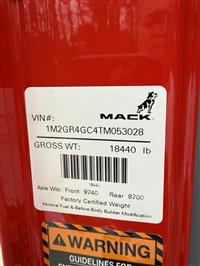 MACK
VIN#:
1M2GR4GC4TM053028
GROSS WT: 18440 lb
18440
Axle Wts: Front 9740 Rear 8700
Factory Certified Weight
Minimal Fuel & Before Body Builder Modification
WARNING
GUIDELINES FOR